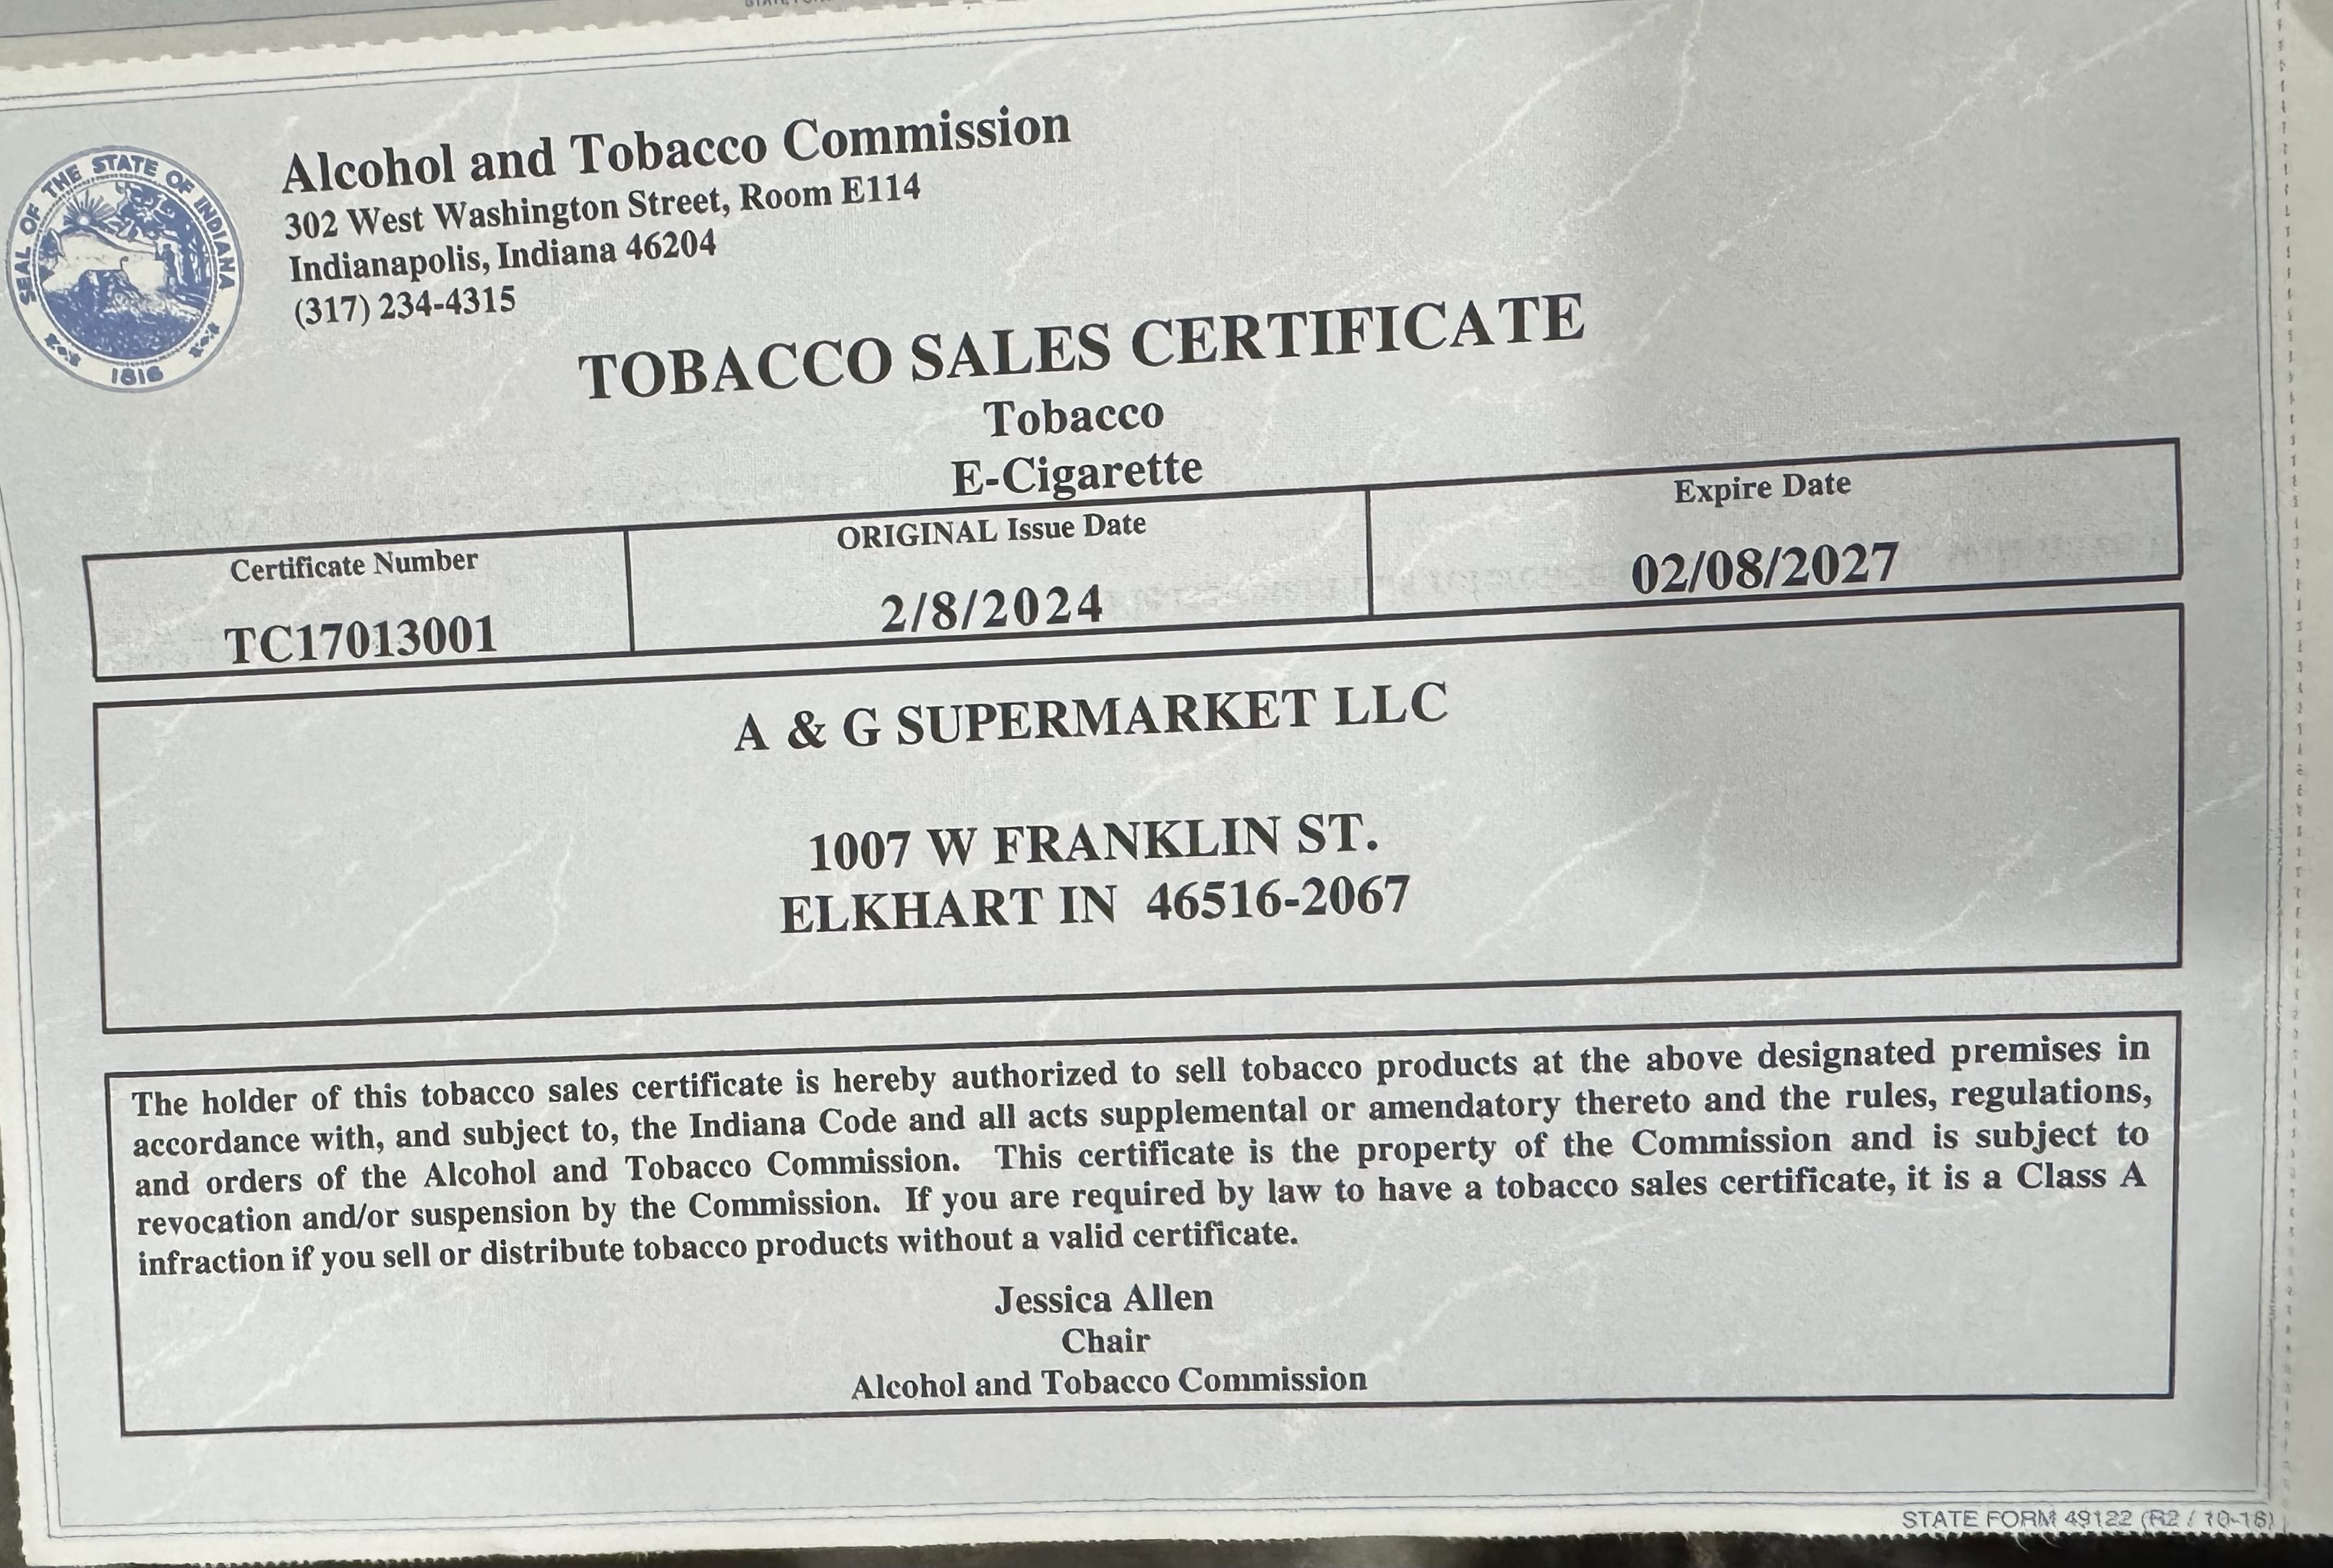 SEAL OF THE STATE OF INDIANA
1816
Alcohol and Tobacco Commission
302 West Washington Street, Room E114
Indianapolis, Indiana 46204
(317) 234-4315
TOBACCO SALES CERTIFICATE
Tobacco
E-Cigarette
Certificate Number
TC17013001
ORIGINAL Issue Date
2/8/2024
Expire Date
02/08/2027
A & G SUPERMARKET LLC
1007 W FRANKLIN ST.
ELKHART IN 46516-2067
The holder of this tobacco sales certificate is hereby authorized to sell tobacco products at the above designated premises in
accordance with, and subject to, the Indiana Code and all acts supplemental or amendatory thereto and the rules, regulations,
and orders of the Alcohol and Tobacco Commission. This certificate is the property of the Commission and is subject to
revocation and/or suspension by the Commission. If you are required by law to have a tobacco sales certificate, it is a Class A
infraction if you sell or distribute tobacco products without a valid certificate.
Jessica Allen
Chair
Alcohol and Tobacco Commission
STATE FORM 49122 (R2 / 10-16)